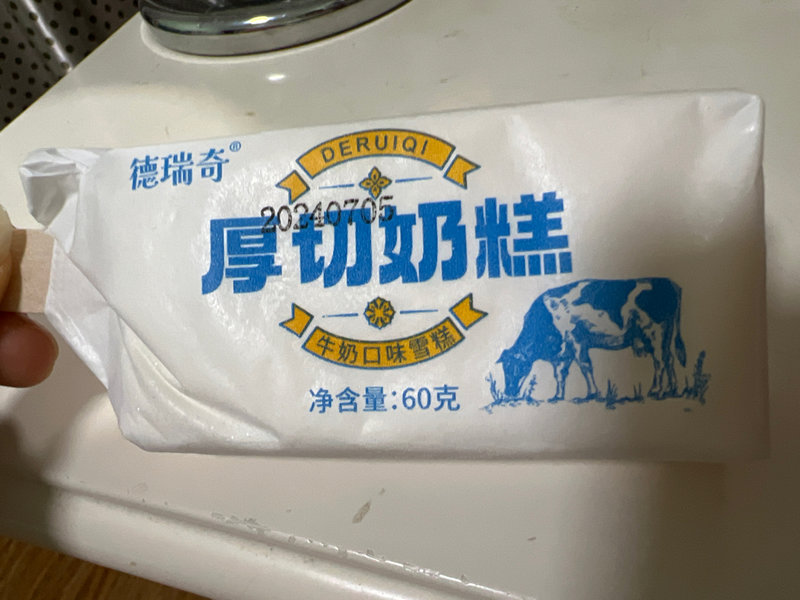 德瑞奇®
DERUIQI
20240705
厚切奶糕
牛奶口味雪糕
净含量:60克